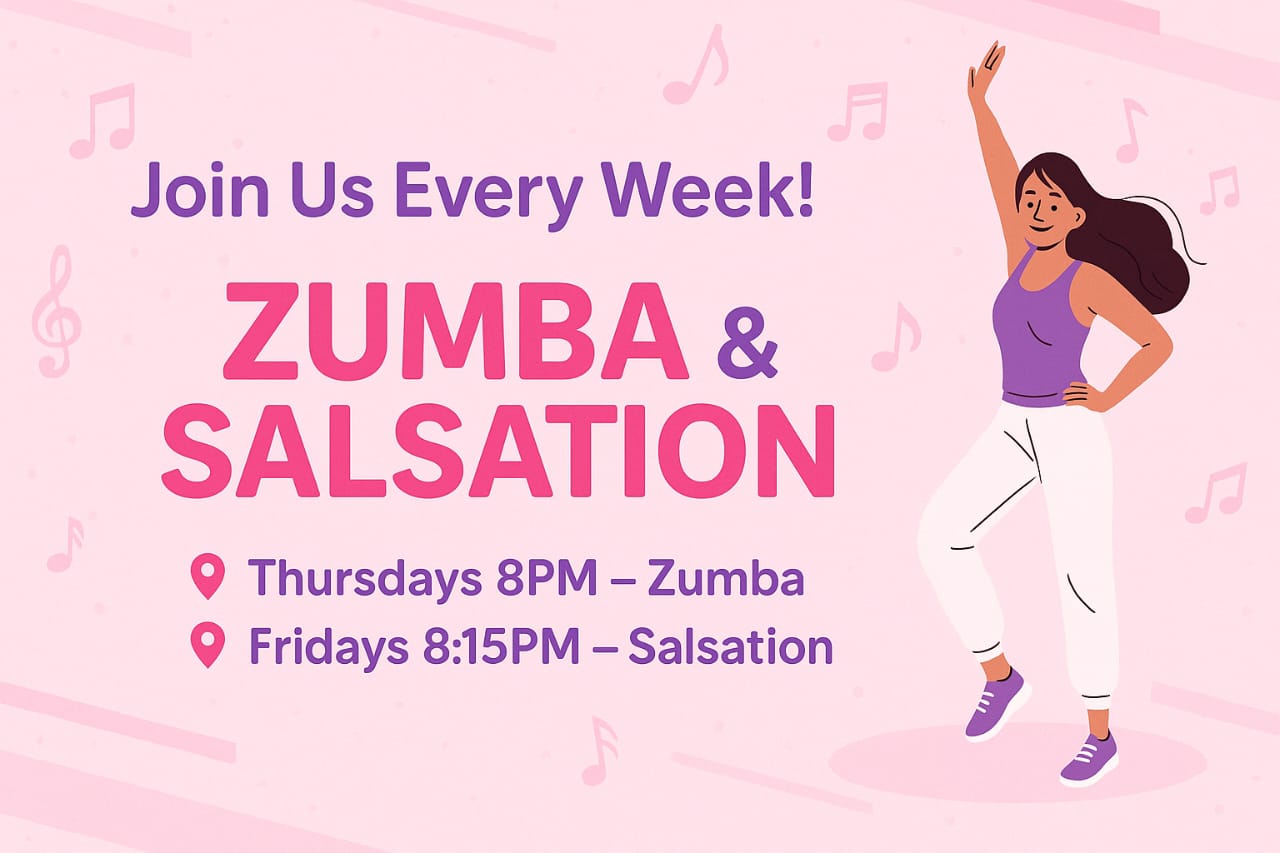 Join Us Every Week!
ZUMBA &
SALSATION
Thursdays 8PM – Zumba
Fridays 8:15PM – Salsation